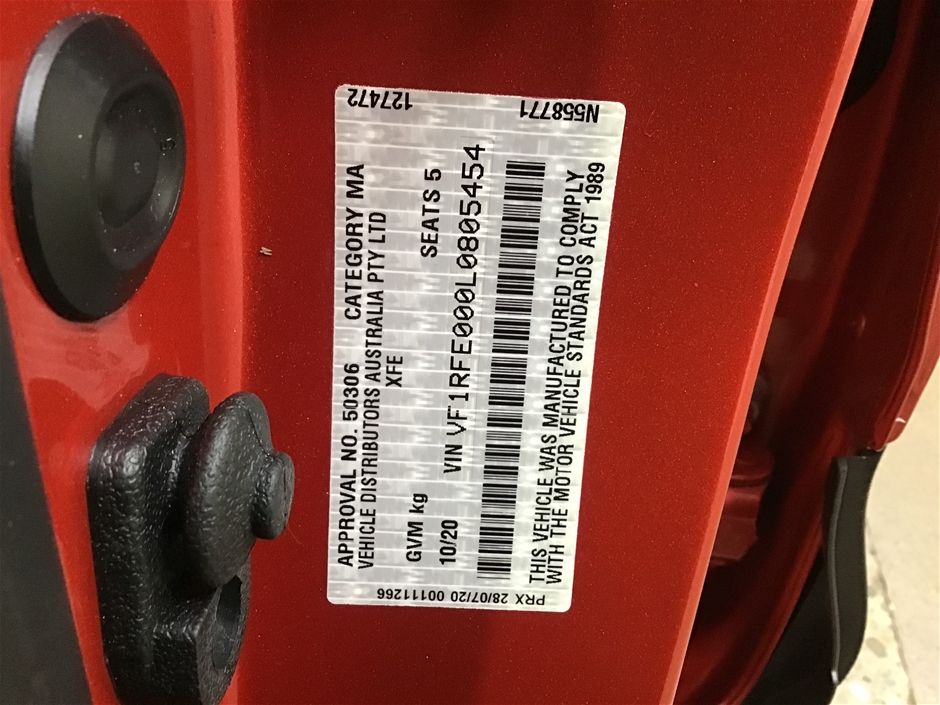 127472
N558771
APPROVAL NO. 50306 CATEGORY MA
VEHICLE DISTRIBUTORS AUSTRALIA PTY LTD
XFE
GVM kg SEATS 5
10/20 VIN VF1RFE000L0805454
THIS VEHICLE WAS MANUFACTURED TO COMPLY
WITH THE MOTOR VEHICLE STANDARDS ACT 1989
PRX 28/07/20 00111266